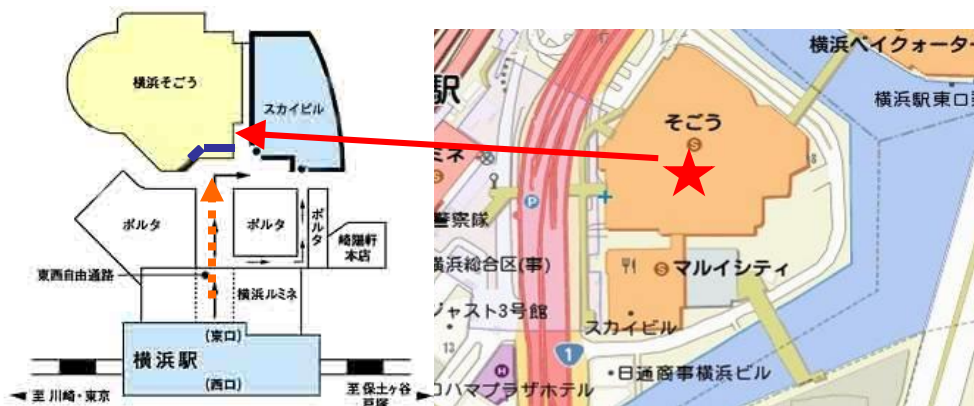 横浜そごう
スカイビル
ポルタ
ポルタ
ポルタ
崎陽軒
本店
東西自由通路
横浜ルミネ
(東口)
横浜駅
(西口)
至 川崎・東京
至 保土ヶ谷
戸塚
横浜ベイクォーター
横浜駅東口
駅
そごう
S
18
ミネ
S
P
警察隊
横浜総合区(事)
S
マルイシティ
ジャスト3号館
スカイビル
13
1
H
日通商事横浜ビル
ロハマプラザホテル